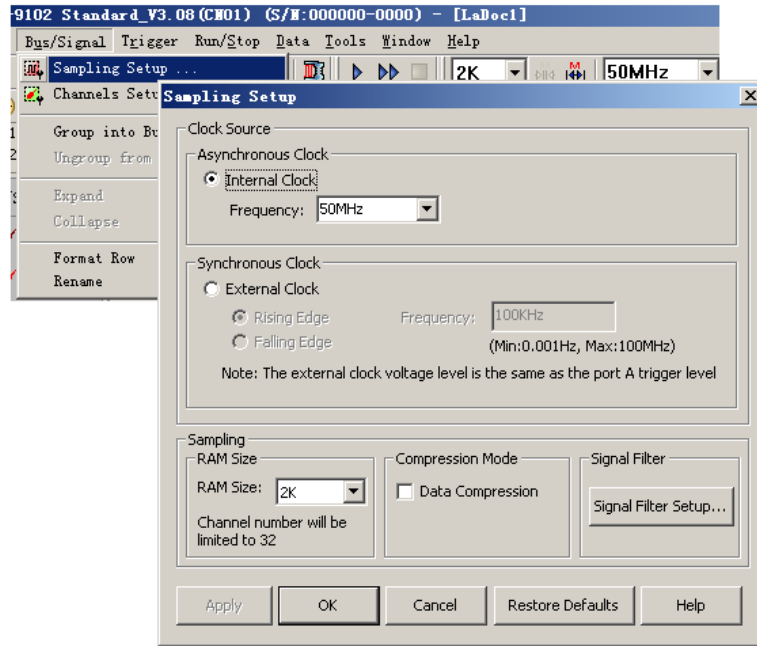 -9102 Standard_V3.08(CN01) (S/N:000000-0000) - [LaDoc1]
Bus/Signal Trigger Run/Stop Data Tools Window Help
Sampling Setup ...
2K 50MHz
Channels Setu
Group into Bu
Ungroup from
Expand
Collapse
Format Row
Rename
Sampling Setup
Clock Source
Asynchronous Clock
Internal Clock
Frequency: 50MHz
Synchronous Clock
External Clock
Rising Edge Frequency: 100KHz
Falling Edge (Min:0.001Hz, Max:100MHz)
Note: The external clock voltage level is the same as the port A trigger level
Sampling
RAM Size Compression Mode Signal Filter
RAM Size: 2K Data Compression Signal Filter Setup...
Channel number will be
limited to 32
Apply OK Cancel Restore Defaults Help